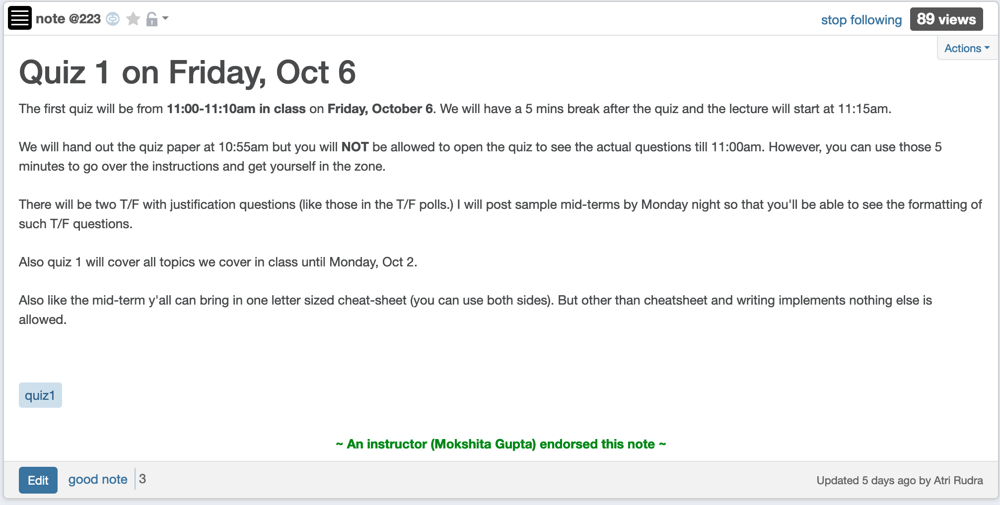 note @223
stop following
89 views
Actions
Quiz 1 on Friday, Oct 6
The first quiz will be from 11:00-11:10am in class on Friday, October 6. We will have a 5 mins break after the quiz and the lecture will start at 11:15am.
We will hand out the quiz paper at 10:55am but you will NOT be allowed to open the quiz to see the actual questions till 11:00am. However, you can use those 5
minutes to go over the instructions and get yourself in the zone.
There will be two T/F with justification questions (like those in the T/F polls.) I will post sample mid-terms by Monday night so that you'll be able to see the formatting of
such T/F questions.
Also quiz 1 will cover all topics we cover in class until Monday, Oct 2.
Also like the mid-term y'all can bring in one letter sized cheat-sheet (you can use both sides). But other than cheatsheet and writing implements nothing else is
allowed.
quiz1
~ An instructor (Mokshita Gupta) endorsed this note ~
Edit
good note
3
Updated 5 days ago by Atri Rudra